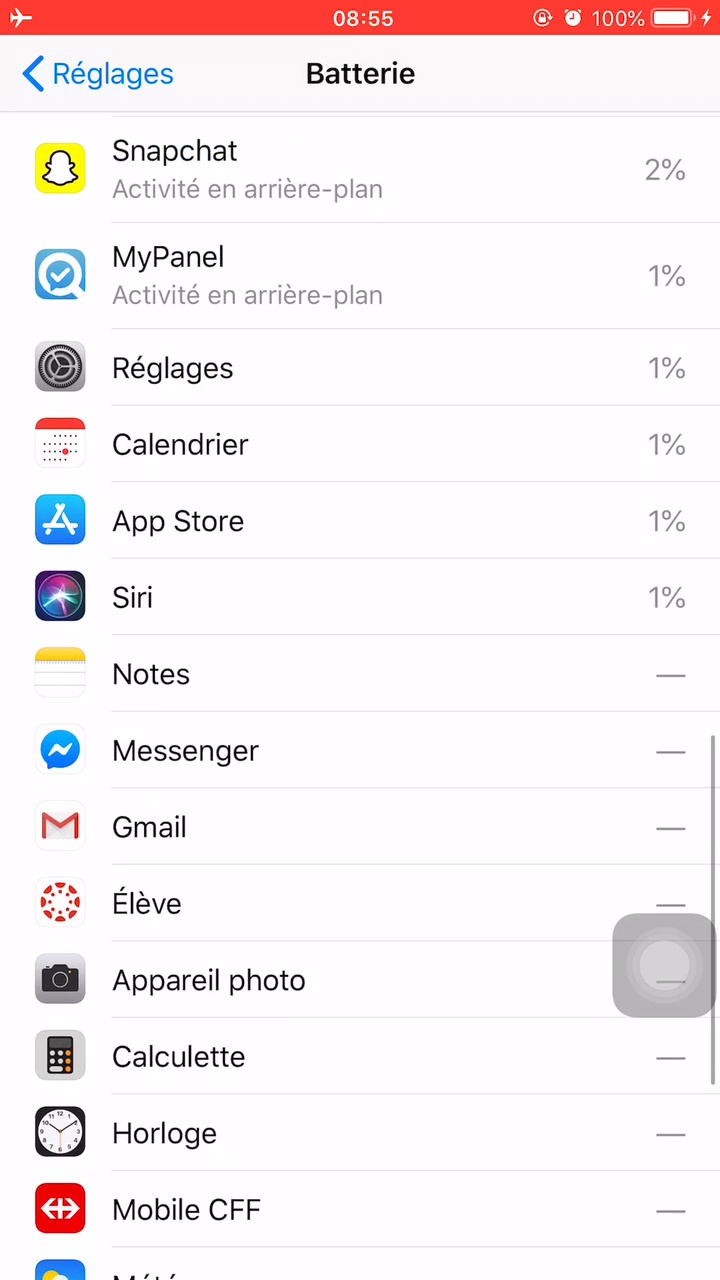 08:55
100%
Réglages
Batterie
Snapchat
Activité en arrière-plan
2%
MyPanel
Activité en arrière-plan
1%
Réglages
1%
Calendrier
1%
App Store
1%
Siri
1%
Notes
—
Messenger
—
Gmail
—
Élève
—
Appareil photo
—
Calculette
—
Horloge
—
Mobile CFF
—